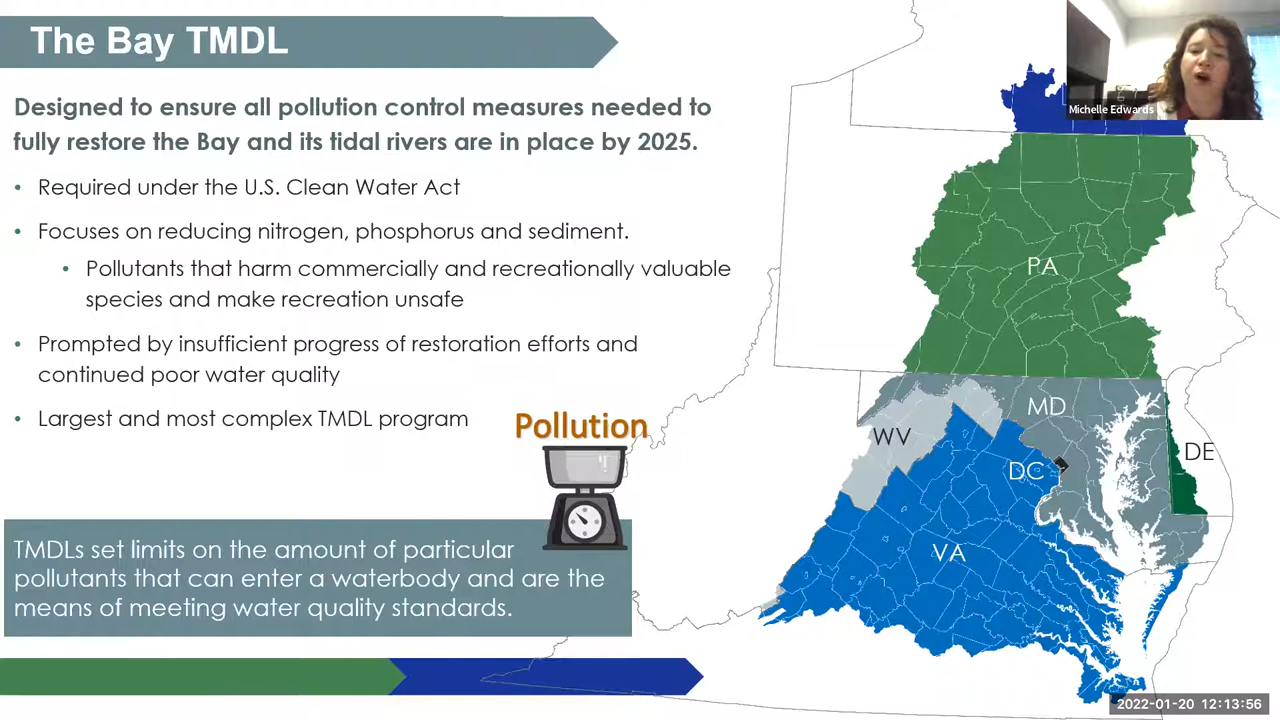 The Bay TMDL
Michelle Edwards
Designed to ensure all pollution control measures needed to
fully restore the Bay and its tidal rivers are in place by 2025.
• Required under the U.S. Clean Water Act
• Focuses on reducing nitrogen, phosphorus and sediment.
• Pollutants that harm commercially and recreationally valuable
species and make recreation unsafe
• Prompted by insufficient progress of restoration efforts and
continued poor water quality
• Largest and most complex TMDL program
Pollution
TMDLs set limits on the amount of particular
pollutants that can enter a waterbody and are the
means of meeting water quality standards.
PA
MD
WV
DE
DC
VA
2022-01-20 12:13:56